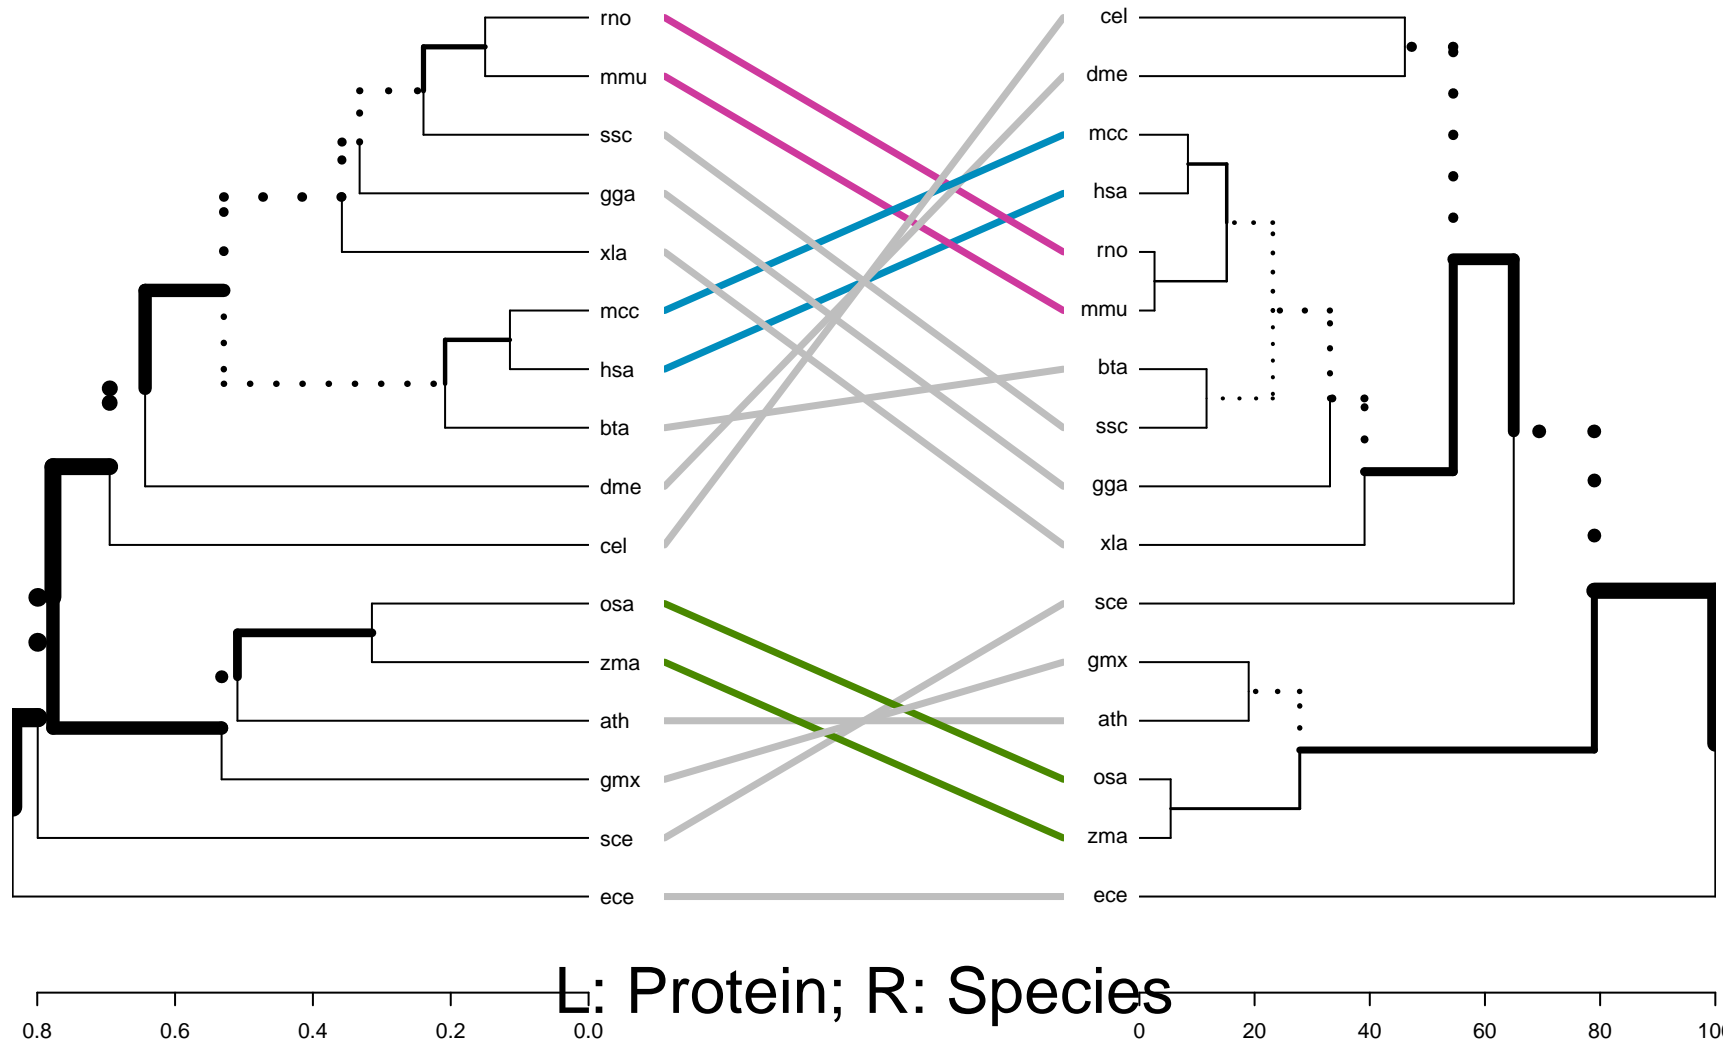 rno
mmu
ssc
gga
xla
mcc
hsa
bta
dme
cel
osa
zma
ath
gmx
sce
ece
cel
dme
mcc
hsa
rno
mmu
bta
ssc
gga
xla
sce
gmx
ath
osa
zma
ece
L: Protein; R: Species
0.8 0.6 0.4 0.2 0.0
0 20 40 60 80 10